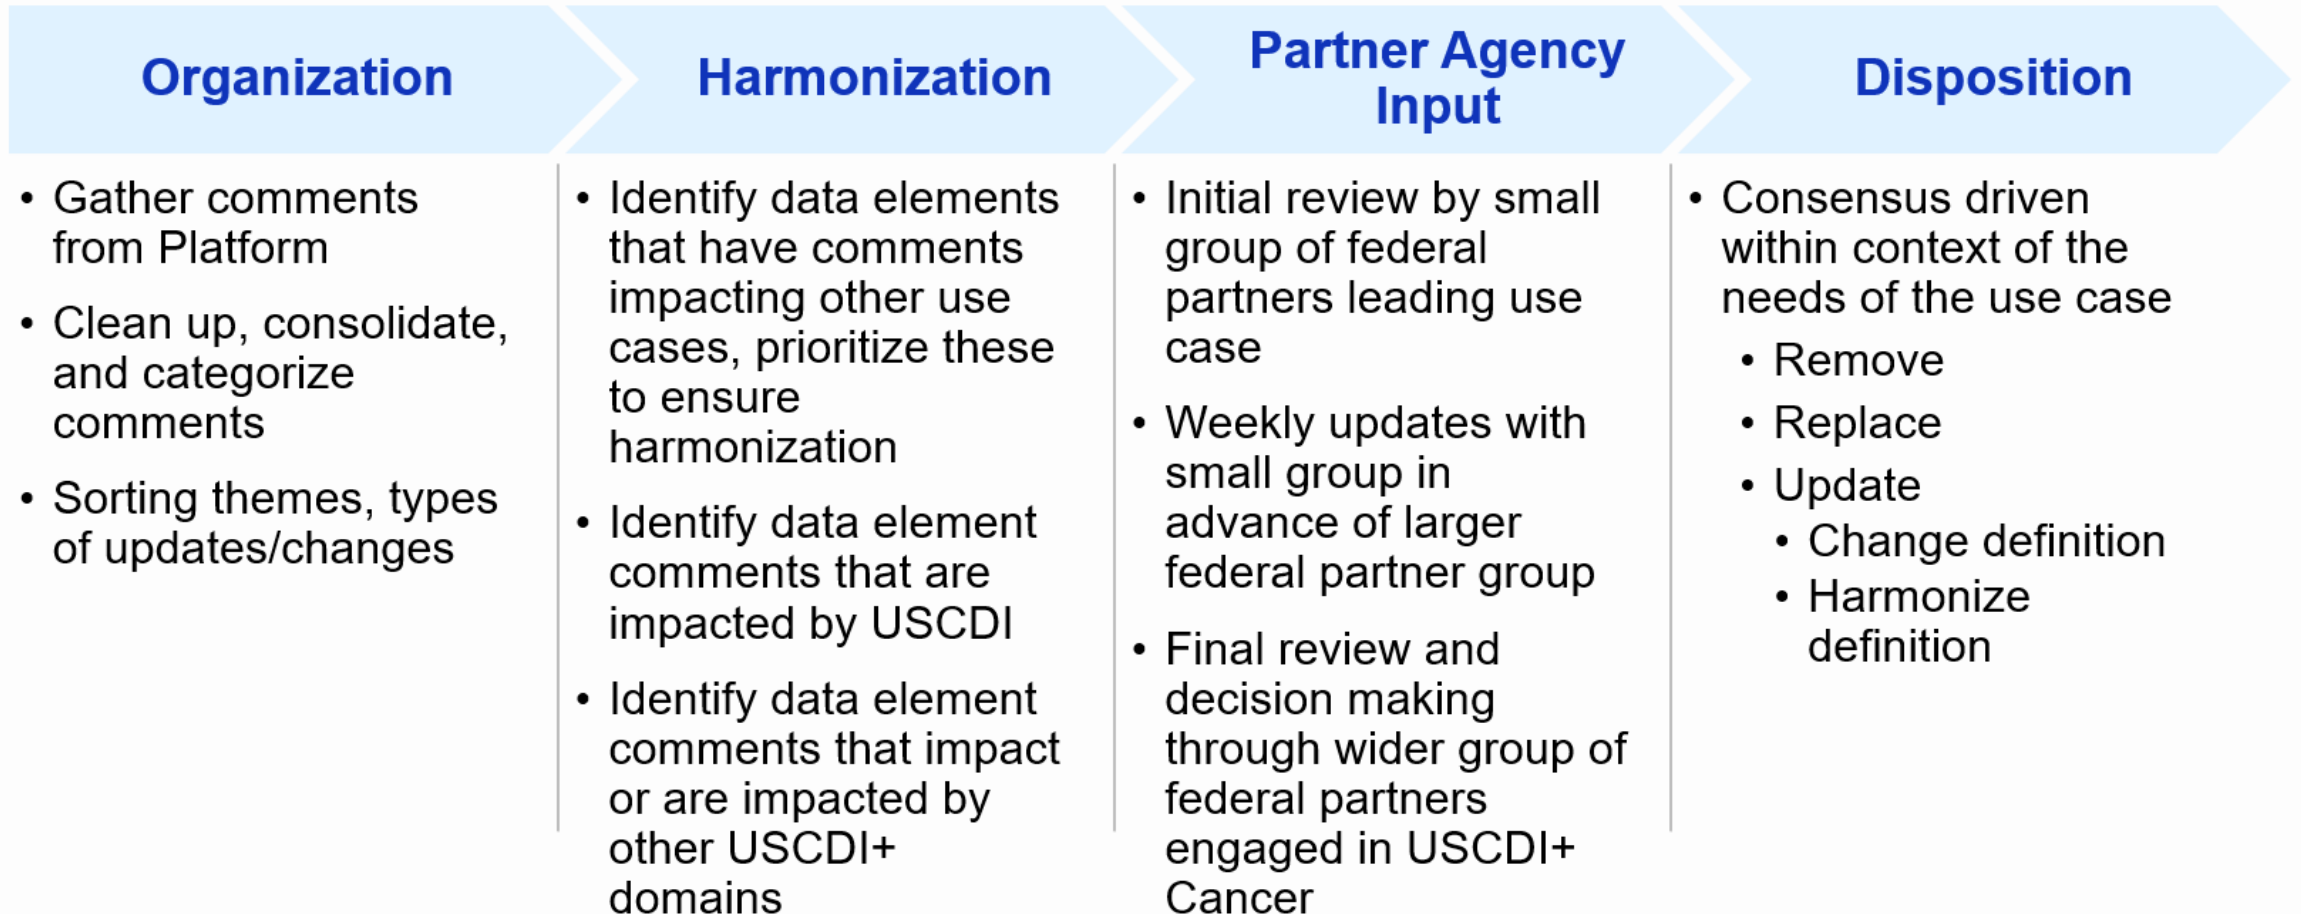 Organization
Harmonization
Partner Agency
Input
Disposition
• Gather comments
from Platform
• Clean up, consolidate,
and categorize
comments
• Sorting themes, types
of updates/changes
• Identify data elements
that have comments
impacting other use
cases, prioritize these
to ensure
harmonization
• Identify data element
comments that are
impacted by USCDI
• Identify data element
comments that impact
or are impacted by
other USCDI+
domains
• Initial review by small
group of federal
partners leading use
case
• Weekly updates with
small group in
advance of larger
federal partner group
• Final review and
decision making
through wider group of
federal partners
engaged in USCDI+
Cancer
• Consensus driven
within context of the
needs of the use case
• Remove
• Replace
• Update
• Change definition
• Harmonize
definition